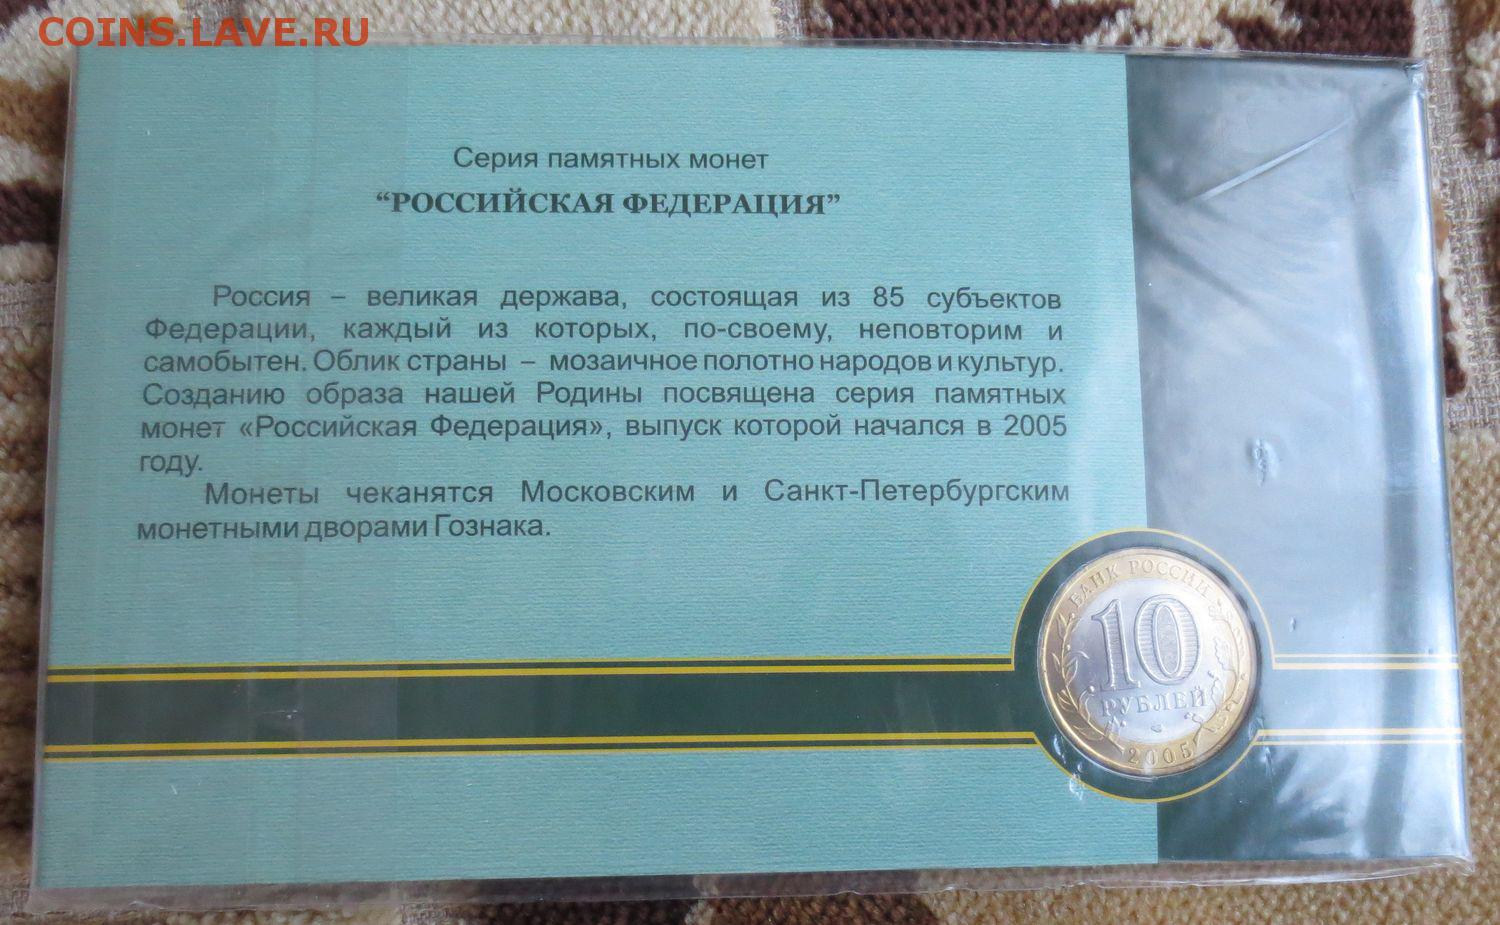 COINS.LAVE.RU
Серия памятных монет
“РОССИЙСКАЯ ФЕДЕРАЦИЯ”
Россия – великая держава, состоящая из 85 субъектов
Федерации, каждый из которых, по-своему, неповторим и
самобытен. Облик страны – мозаичное полотно народов и культур.
Созданию образа нашей Родины посвящена серия памятных
монет «Российская Федерация», выпуск которой начался в 2005
году.
Монеты чеканятся Московским и Санкт-Петербургским
монетными дворами Гознака.
БАНК РОССИИ
10
РУБЛЕЙ
2005